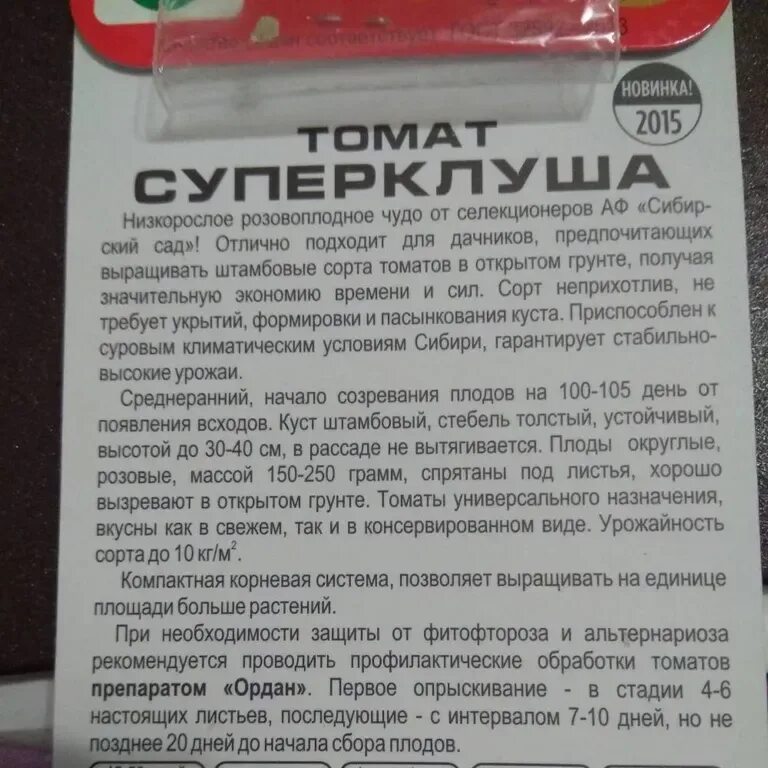 соответствует ГОСТ
НОВИНКА!
2015
ТОМАТ
СУПЕРКЛУША
Низкорослое розовоплодное чудо от селекционеров АФ «Сибир-
ский сад»! Отлично подходит для дачников, предпочитающих
выращивать штамбовые сорта томатов в открытом грунте, получая
значительную экономию времени и сил. Сорт неприхотлив, не
требует укрытий, формировки и пасынкования куста. Приспособлен к
суровым климатическим условиям Сибири, гарантирует стабильно-
высокие урожаи.
Среднеранний, начало созревания плодов на 100-105 день от
появления всходов. Куст штамбовый, стебель толстый, устойчивый,
высотой до 30-40 см, в рассаде не вытягивается. Плоды округлые,
розовые, массой 150-250 грамм, спрятаны под листья, хорошо
вызревают в открытом грунте. Томаты универсального назначения,
вкусны как в свежем, так и в консервированном виде. Урожайность
сорта до 10 кг/м².
Компактная корневая система, позволяет выращивать на единице
площади больше растений.
При необходимости защиты от фитофтороза и альтернариоза
рекомендуется проводить профилактические обработки томатов
препаратом «Ордан». Первое опрыскивание - в стадии 4-6
настоящих листьев, последующие - с интервалом 7-10 дней, но не
позднее 20 дней до начала сбора плодов.